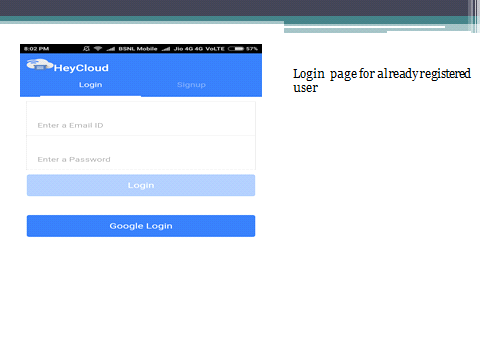 8:02 PM BSNL Mobile Jio 4G 4G VoLTE 57%
HeyCloud
Login Signup
Enter a Email ID
Enter a Password
Login
Google Login
Login page for already registered
user